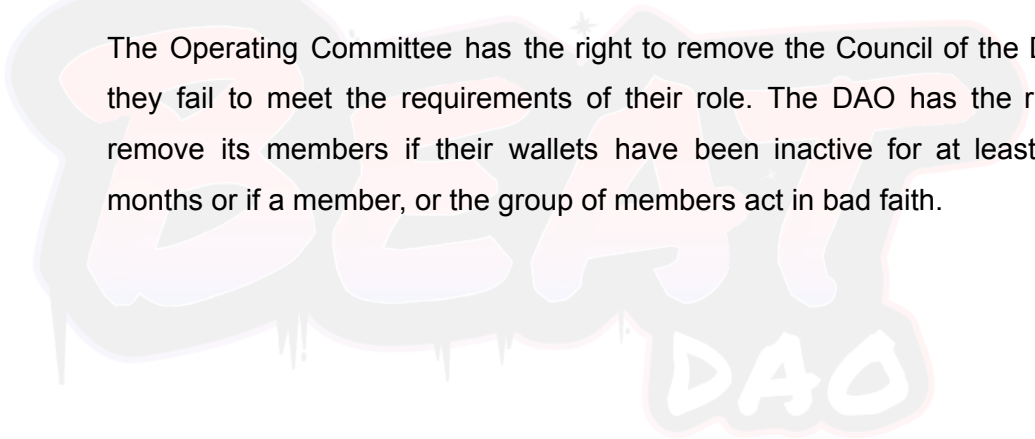 The Operating Committee has the right to remove the Council of the
they fail to meet the requirements of their role. The DAO has the
remove its members if their wallets have been inactive for at least
months or if a member, or the group of members act in bad faith.
BEAT
DAO